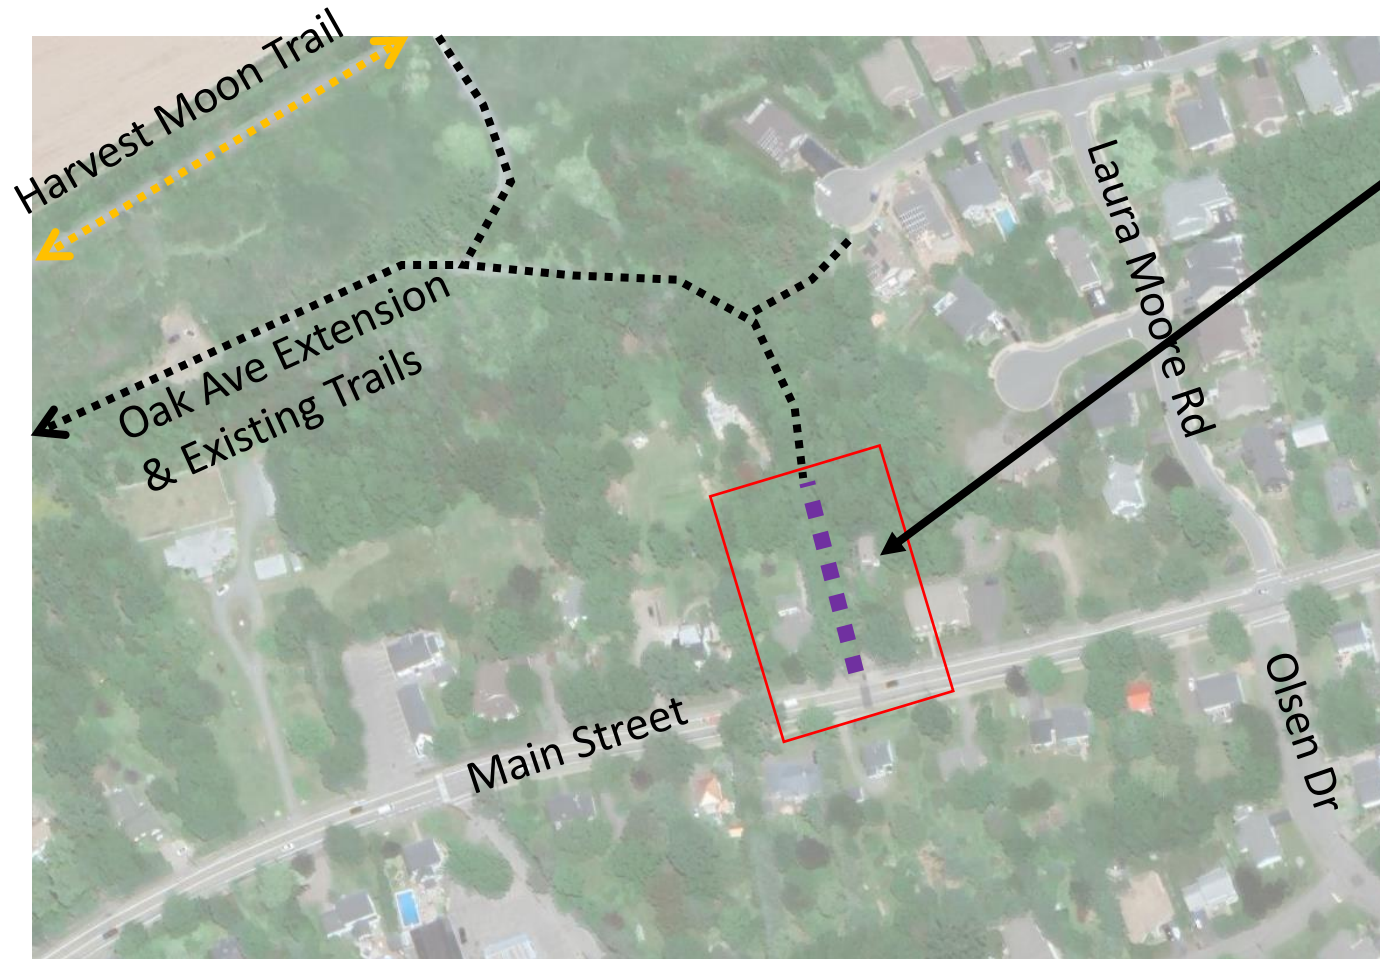 Harvest Moon Trail
Laura Moore Rd
Oak Ave Extension
& Existing Trails
Main Street
Olsen Dr